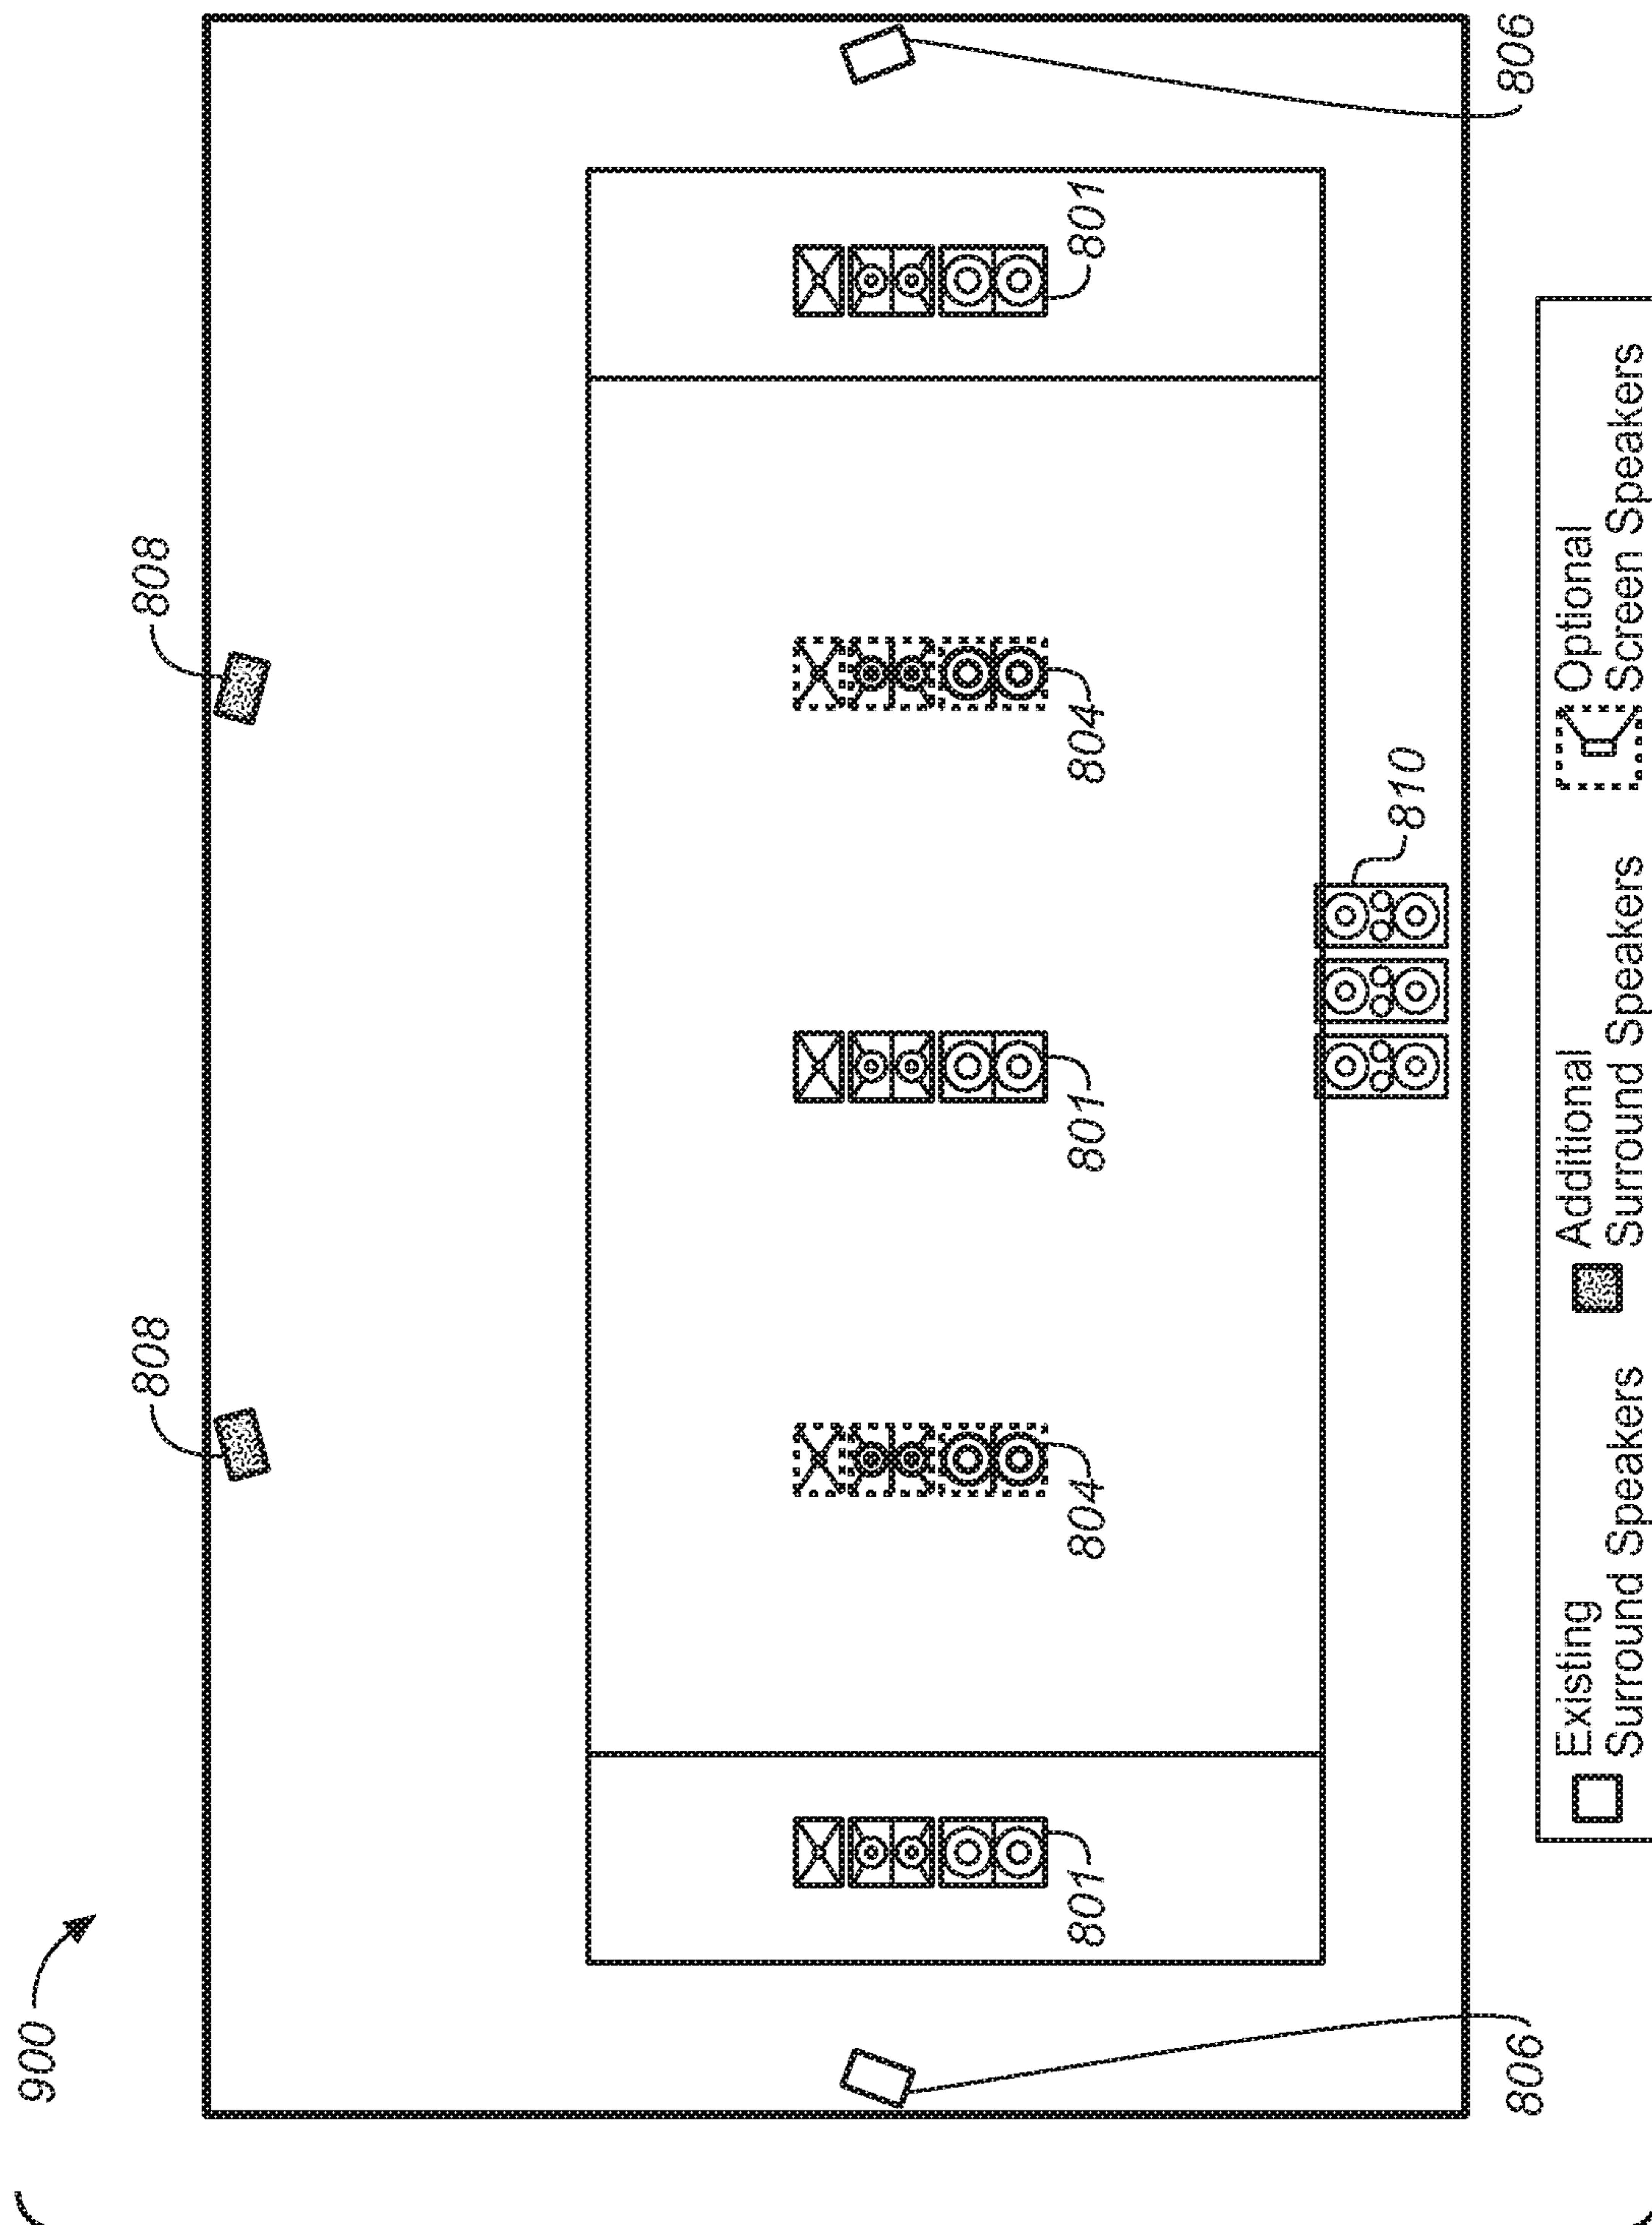 900
808
808
801
804
801
804
801
810
806
806
Existing
Surround Speakers
Additional
Surround Speakers
Optional
Screen Speakers